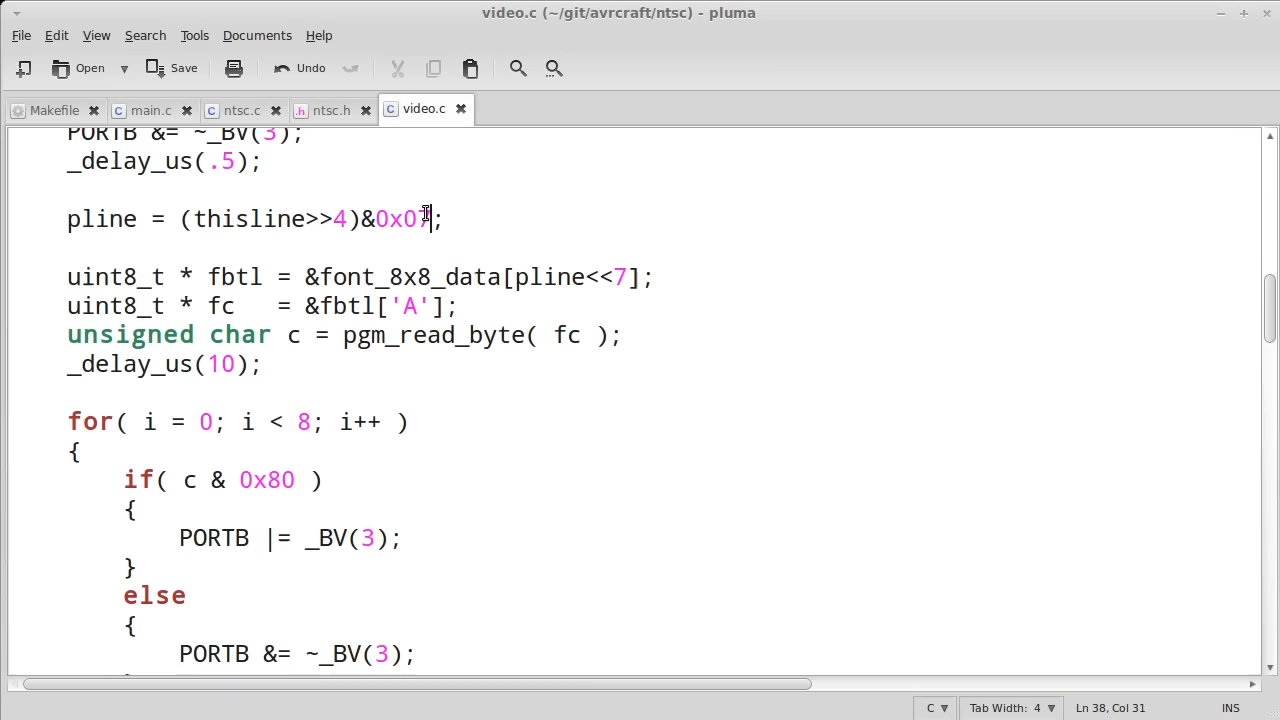 video.c (~/git/avrcraft/ntsc) - pluma
File Edit View Search Tools Documents Help
Open Save Undo
Makefile main.c ntsc.c ntsc.h video.c
PORTB &= ~_BV(3);
_delay_us(.5);
pline = (thisline>>4)&0x07;
uint8_t * fbtl = &font_8x8_data[pline<<7];
uint8_t * fc   = &fbtl['A'];
unsigned char c = pgm_read_byte( fc );
_delay_us(10);
for( i = 0; i < 8; i++ )
{
if( c & 0x80 )
{
PORTB |= _BV(3);
}
else
{
PORTB &= ~_BV(3);
C Tab Width: 4 Ln 38, Col 31 INS